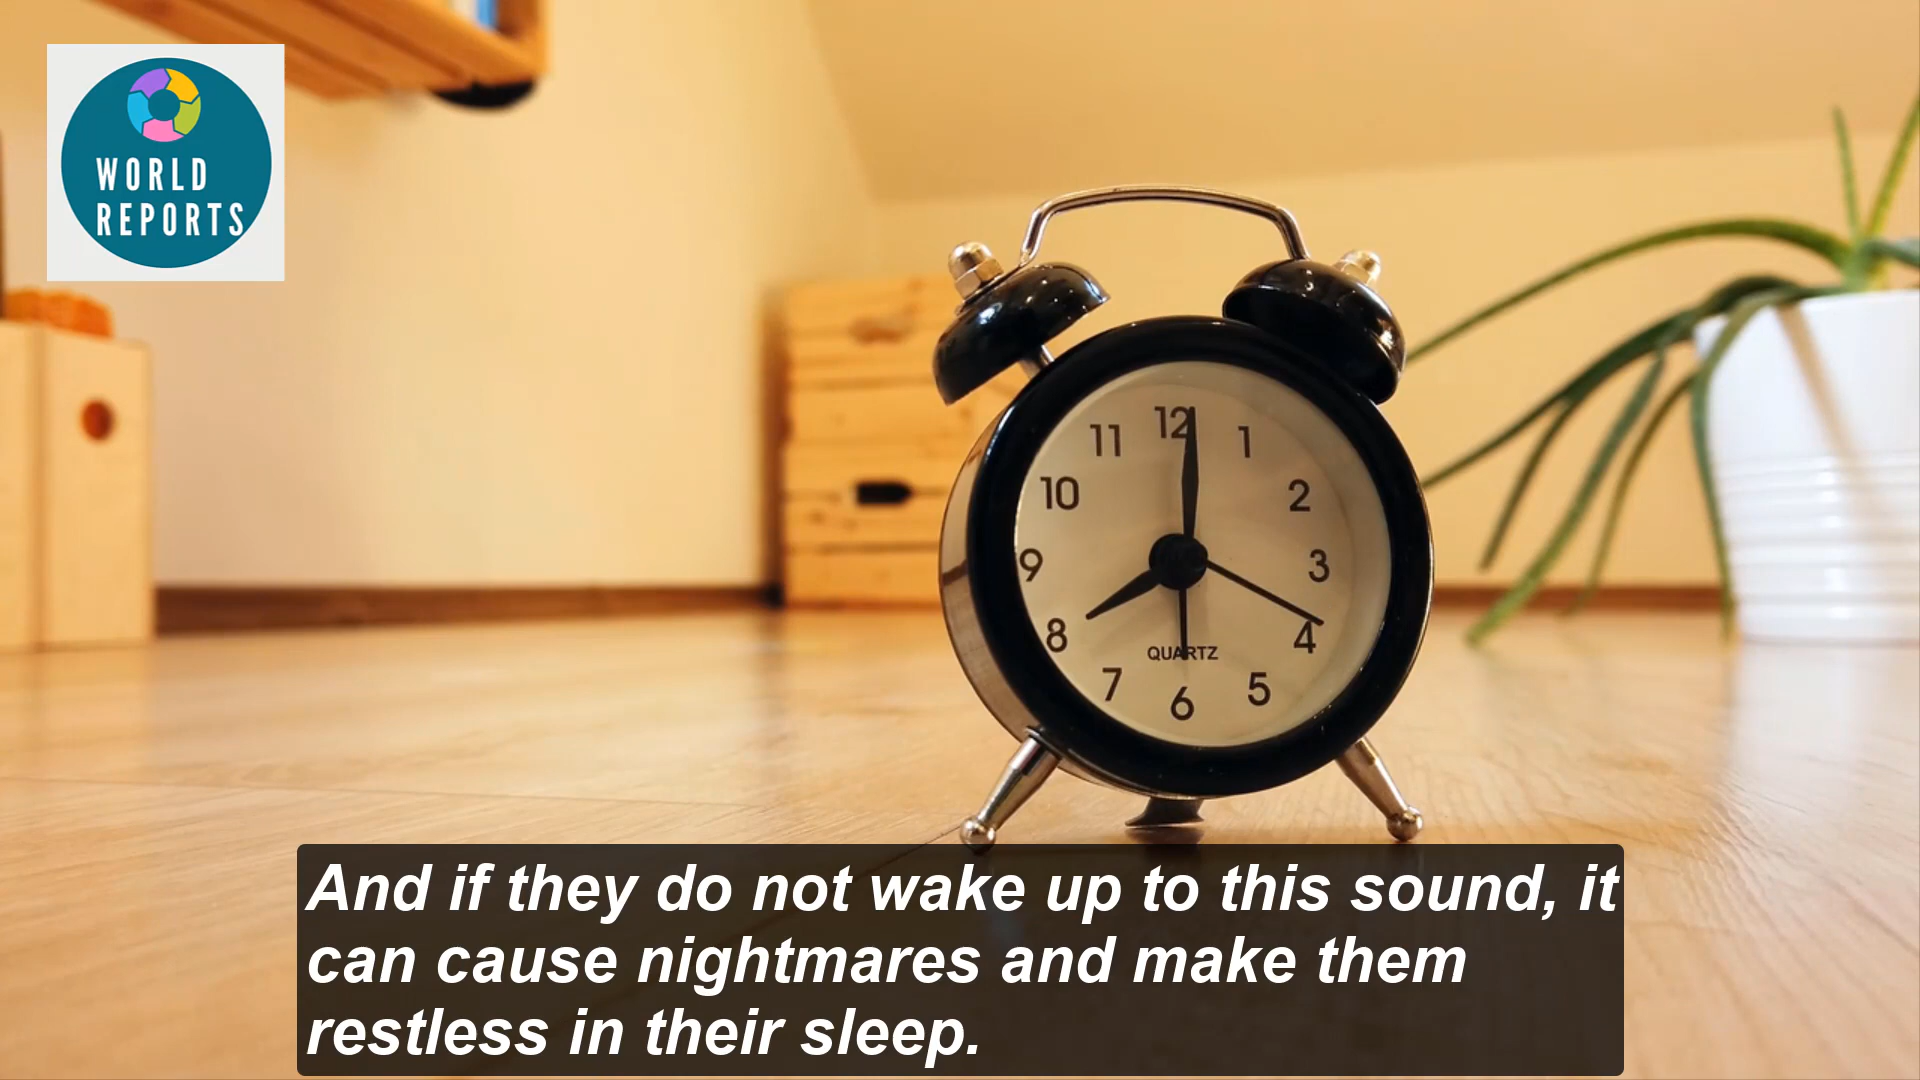 WORLD
REPORTS
12
11
1
10
2
9
3
8
4
QUARTZ
7
5
6
And if they do not wake up to this sound, it
can cause nightmares and make them
restless in their sleep.